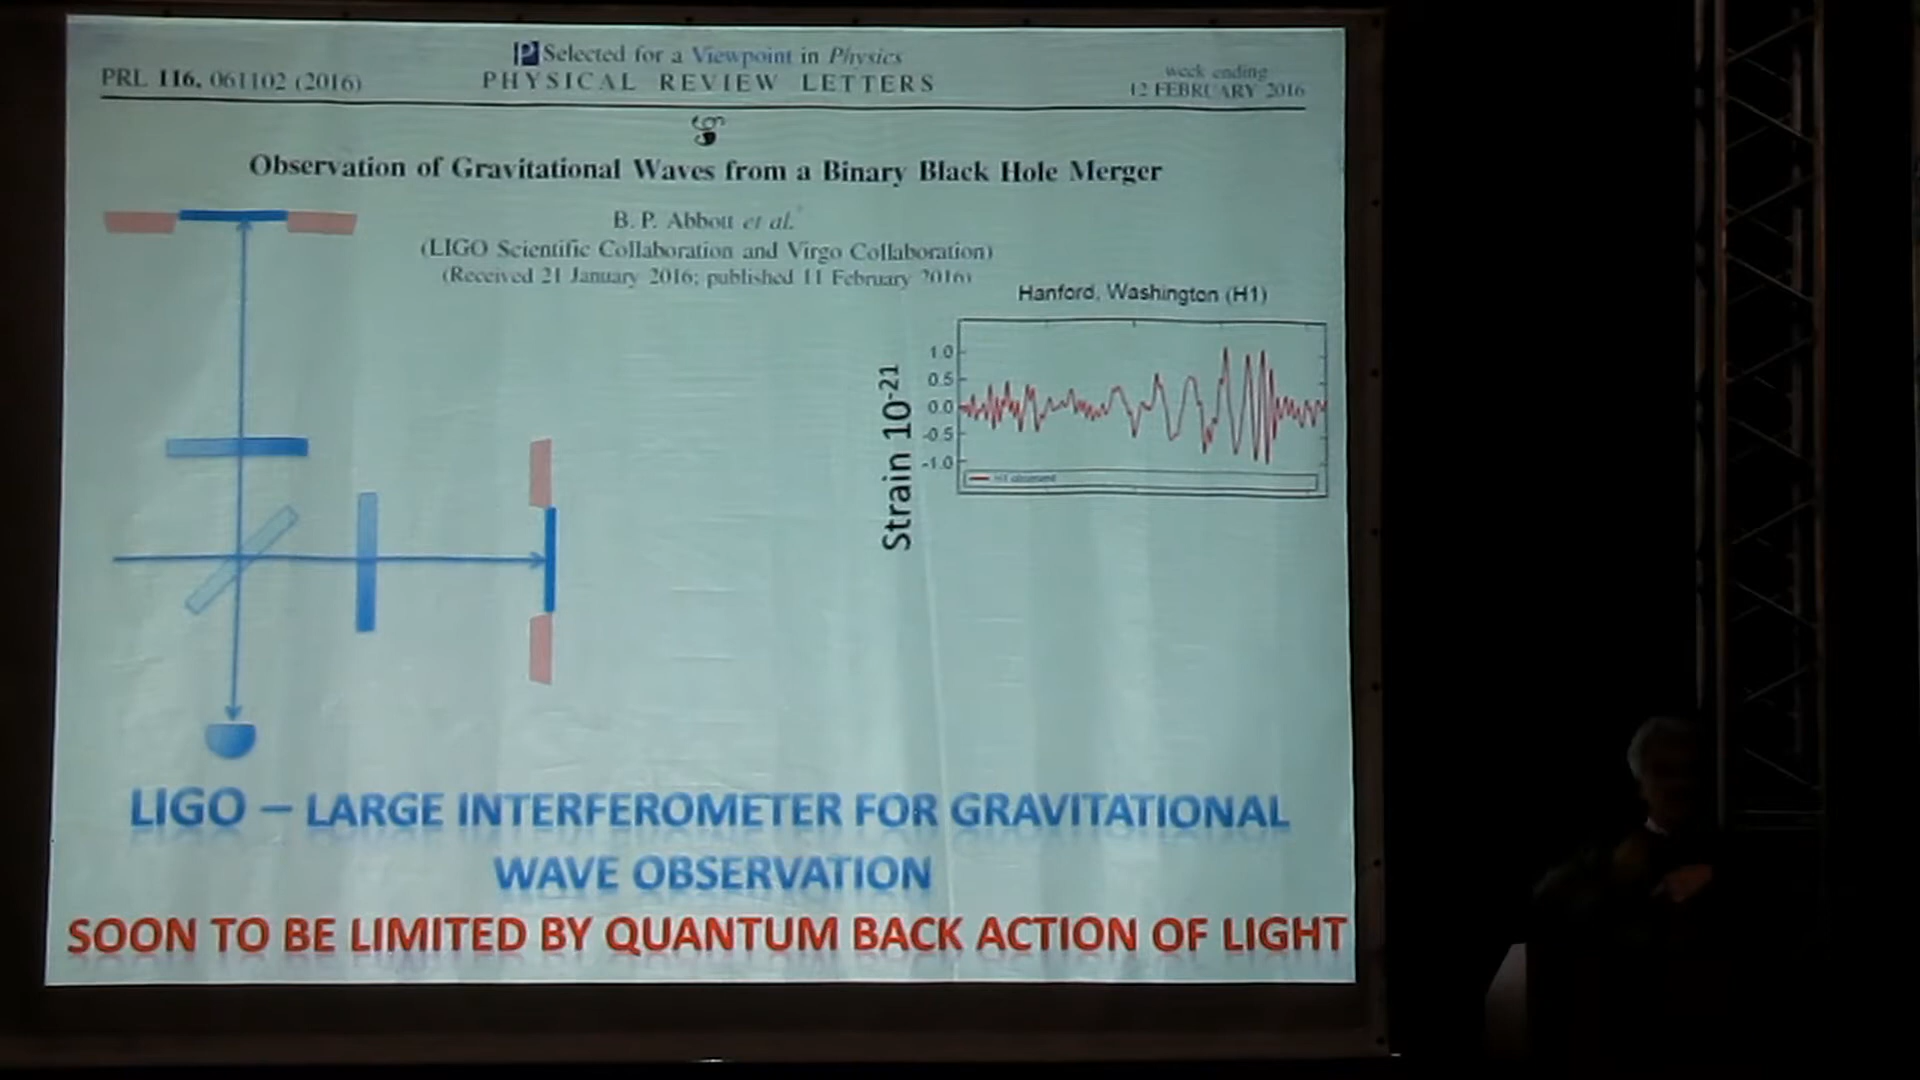 Selected for a Viewpoint in Physics
PRL 116, 061102 (2016)
PHYSICAL REVIEW LETTERS
week ending
12 FEBRUARY 2016
Observation of Gravitational Waves from a Binary Black Hole Merger
B. P. Abbott et al.*
(LIGO Scientific Collaboration and Virgo Collaboration)
(Received 21 January 2016; published 11 February 2016)
Hanford, Washington (H1)
Strain 10-21
1.0
0.5
0.0
-0.5
-1.0
H1 observed
LIGO – LARGE INTERFEROMETER FOR GRAVITATIONAL
WAVE OBSERVATION
SOON TO BE LIMITED BY QUANTUM BACK ACTION OF LIGHT